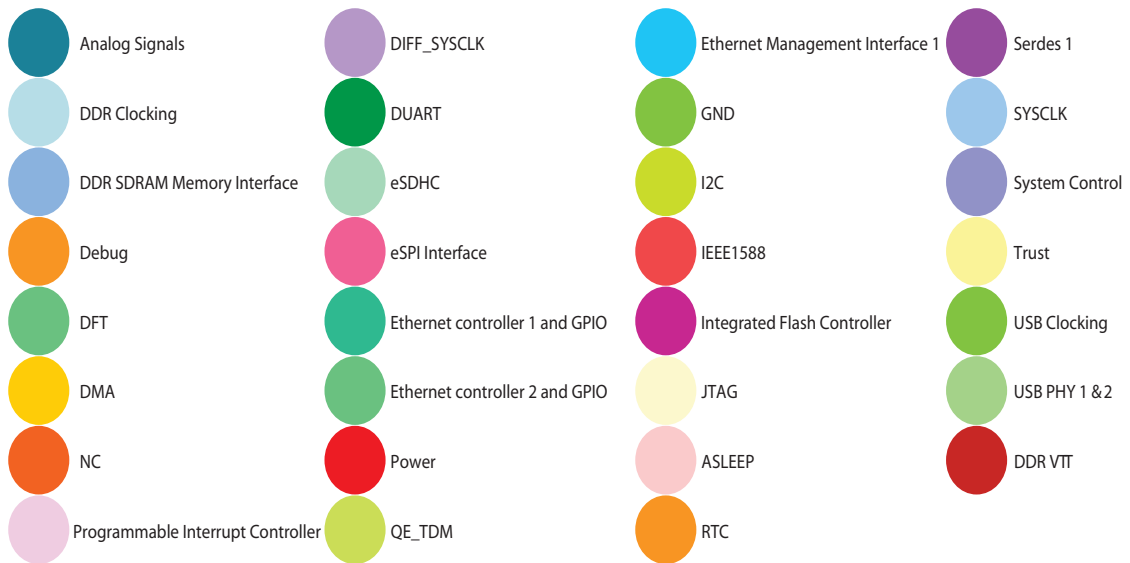 Analog Signals
DDR Clocking
DDR SDRAM Memory Interface
Debug
DFT
DMA
NC
Programmable Interrupt Controller
DIFF_SYSCLK
DUART
eSDHC
eSPI Interface
Ethernet controller 1 and GPIO
Ethernet controller 2 and GPIO
Power
QE_TDM
Ethernet Management Interface 1
GND
I2C
IEEE1588
Integrated Flash Controller
JTAG
ASLEEP
RTC
Serdes 1
SYSCLK
System Control
Trust
USB Clocking
USB PHY 1 & 2
DDR VTT